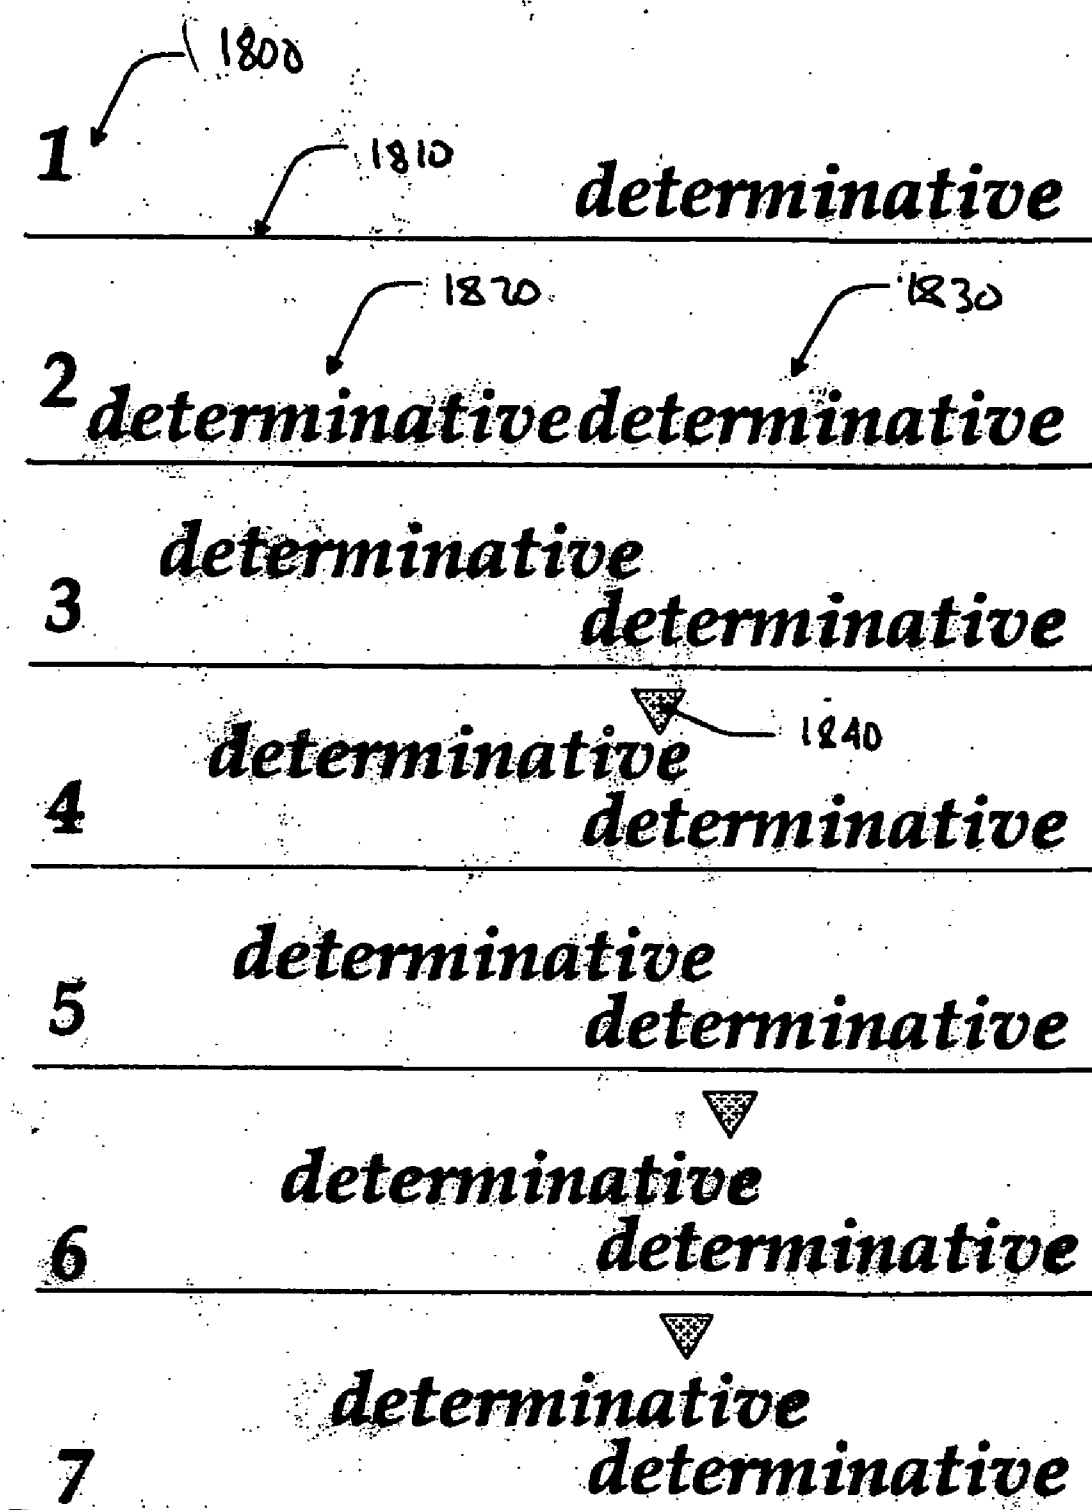 1800
1
1810
determinative
1820
1830
2
determinative determinative
determinative
3
determinative
1840
determinative
4
determinative
determinative
5
determinative
determinative
6
determinative
determinative
7
determinative